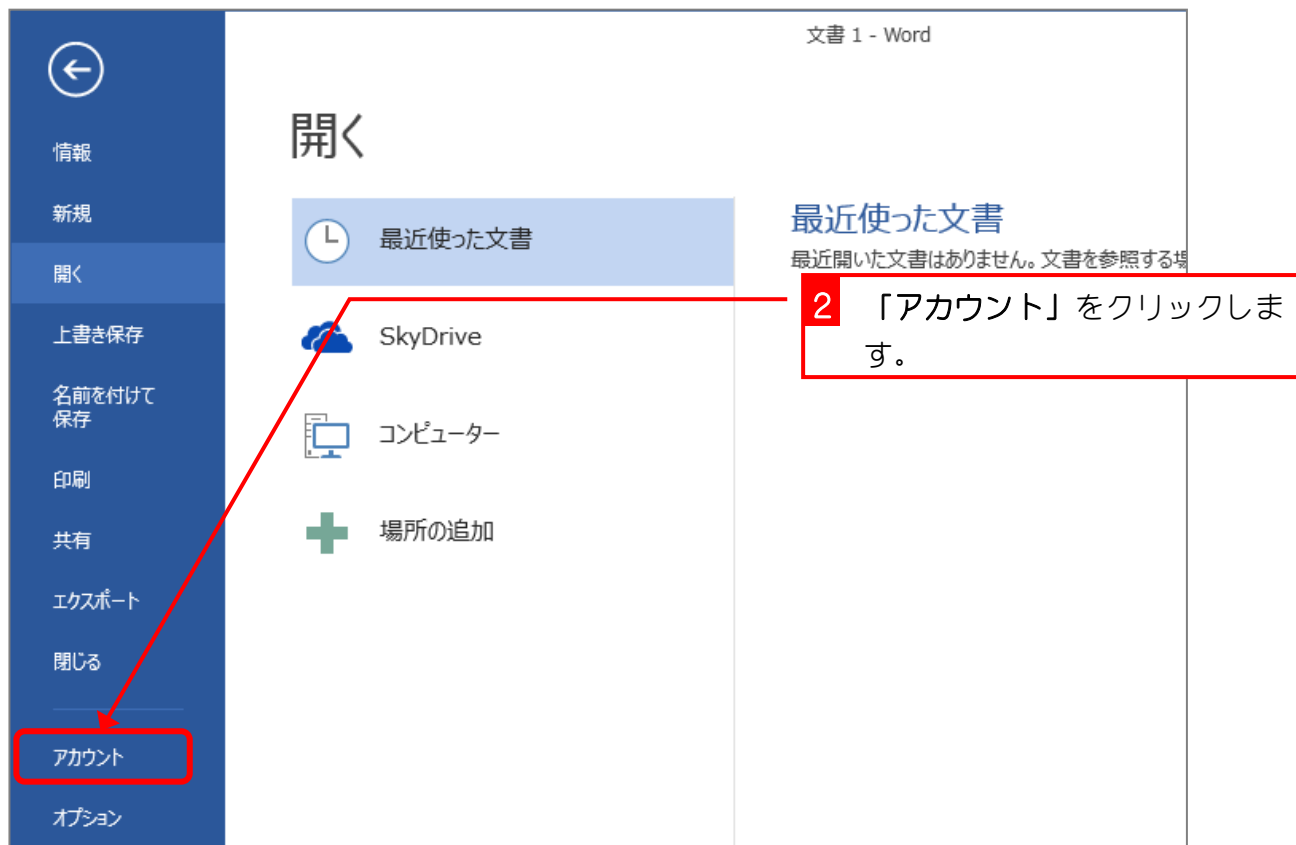 文書 1 - Word
情報
新規
開く
上書き保存
名前を付けて
保存
印刷
共有
エクスポート
閉じる
アカウント
オプション
開く
最近使った文書
SkyDrive
コンピューター
場所の追加
最近使った文書
最近開いた文書はありません。文書を参照する場
2 「アカウント」をクリックしま
す。